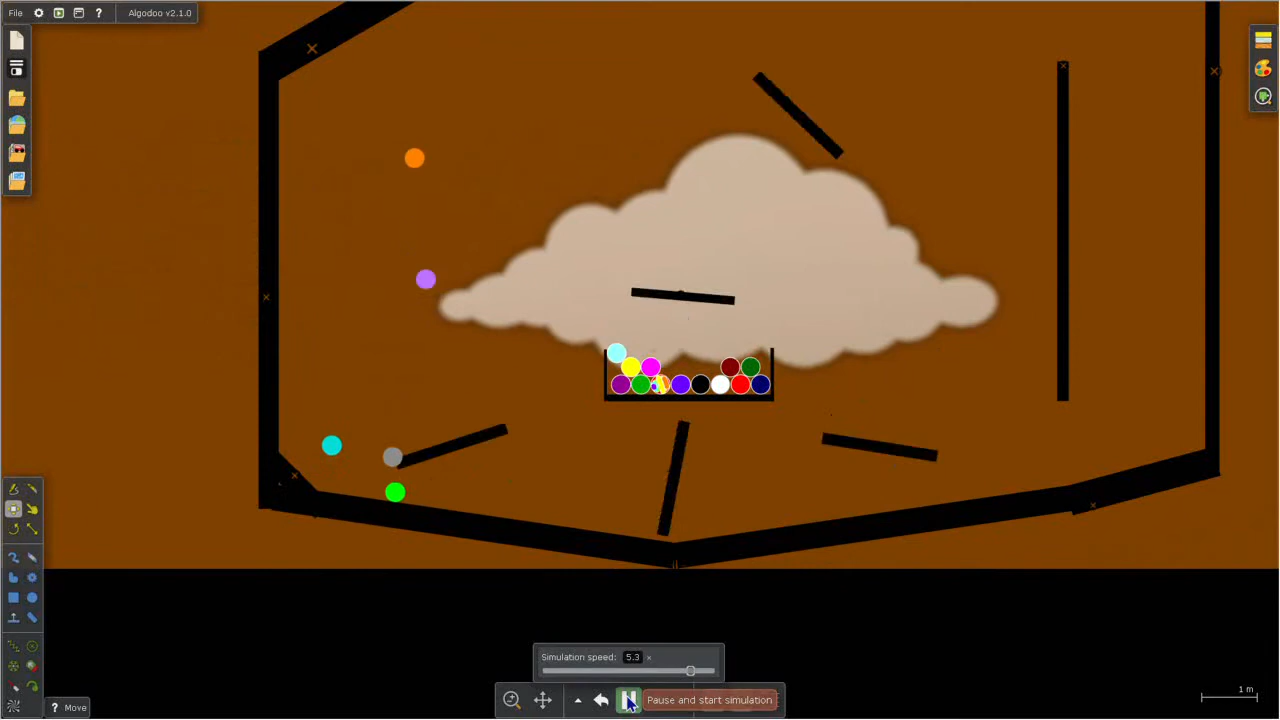 File ? Algodoo v2.1.0
Simulation speed: 5.3 ×
Pause and start simulation
1 m
? Move